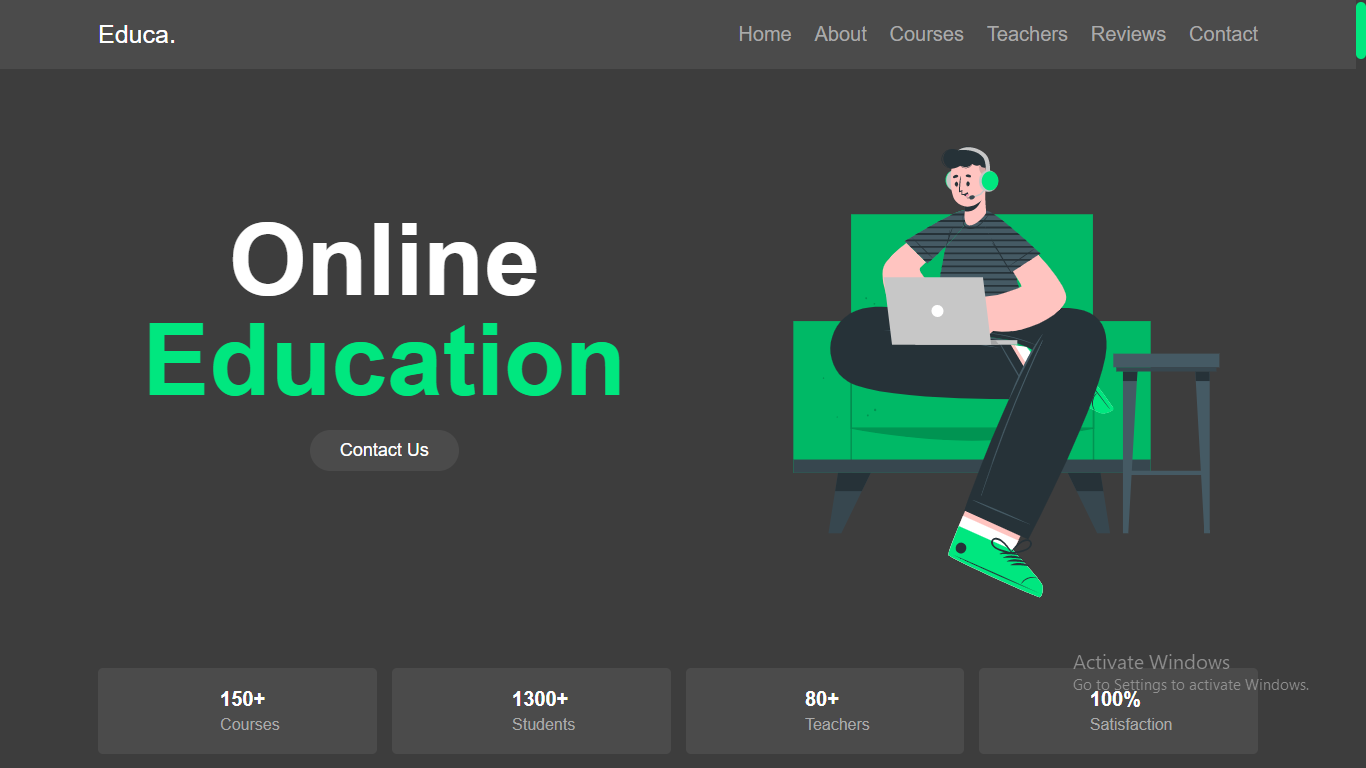 Educa.
Home About Courses Teachers Reviews Contact
Online
Education
Contact Us
150+
Courses
1300+
Students
80+
Teachers
100%
Satisfaction
Activate Windows
Go to Settings to activate Windows.